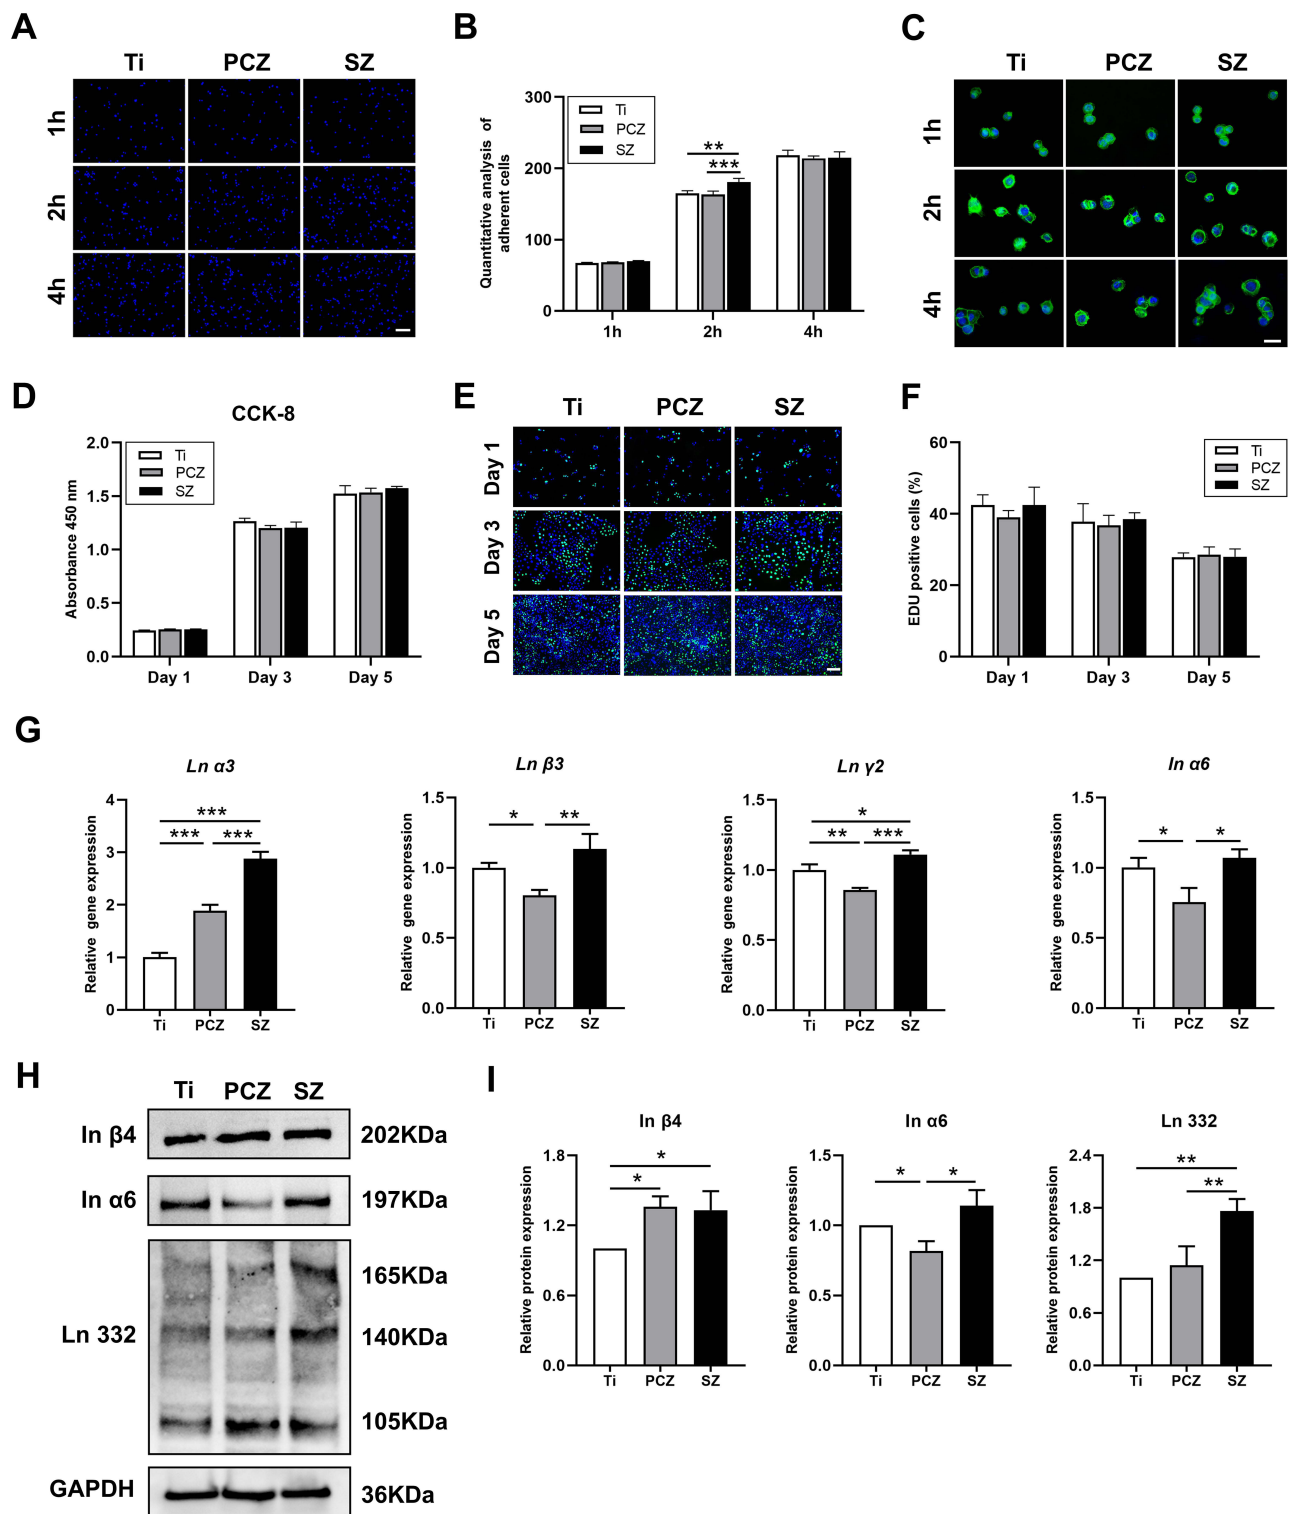 A
Ti PCZ SZ
1h
2h
4h
B
Quantitative analysis of
adherent cells
300
200
100
0
Ti
PCZ
SZ
**
***
1h 2h 4h
C
Ti PCZ SZ
1h
2h
4h
D
CCK-8
Absorbance 450 nm
2.0
1.5
1.0
0.5
0.0
Ti
PCZ
SZ
Day 1 Day 3 Day 5
E
Ti PCZ SZ
Day 1
Day 3
Day 5
F
EDU positive cells (%)
60
40
20
0
Ti
PCZ
SZ
Day 1 Day 3 Day 5
G
Ln α3
Relative gene expression
4
3
2
1
0
***
*** ***
Ti PCZ SZ
Ln β3
Relative gene expression
1.5
1.0
0.5
0.0
* **
Ti PCZ SZ
Ln γ2
Relative gene expression
1.5
1.0
0.5
0.0
*
** ***
Ti PCZ SZ
In α6
Relative gene expression
1.5
1.0
0.5
0.0
* *
Ti PCZ SZ
H
Ti PCZ SZ
In β4 202KDa
In α6 197KDa
165KDa
Ln 332 140KDa
105KDa
GAPDH 36KDa
I
In β4
Relative protein expression
1.8
1.2
0.6
0.0
*
*
Ti PCZ SZ
In α6
Relative protein expression
1.5
1.0
0.5
0.0
* *
Ti PCZ SZ
Ln 332
Relative protein expression
2.4
1.8
1.2
0.6
0.0
**
**
Ti PCZ SZ